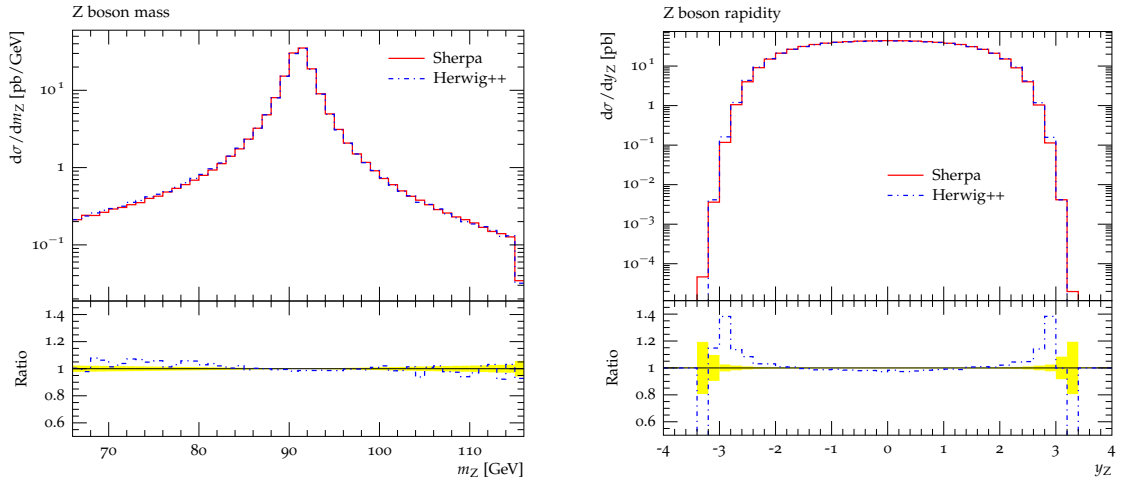 Z boson mass
dσ/dm_Z [pb/GeV]
10^1
1
10^-1
Sherpa
Herwig++
Ratio
1.4
1.2
1.0
0.8
0.6
70
80
90
100
110
m_Z [GeV]
Z boson rapidity
dσ/dy_Z [pb]
10^1
1
10^-1
10^-2
10^-3
10^-4
Sherpa
Herwig++
Ratio
1.4
1.2
1
0.8
0.6
-4
-3
-2
-1
0
1
2
3
4
y_Z